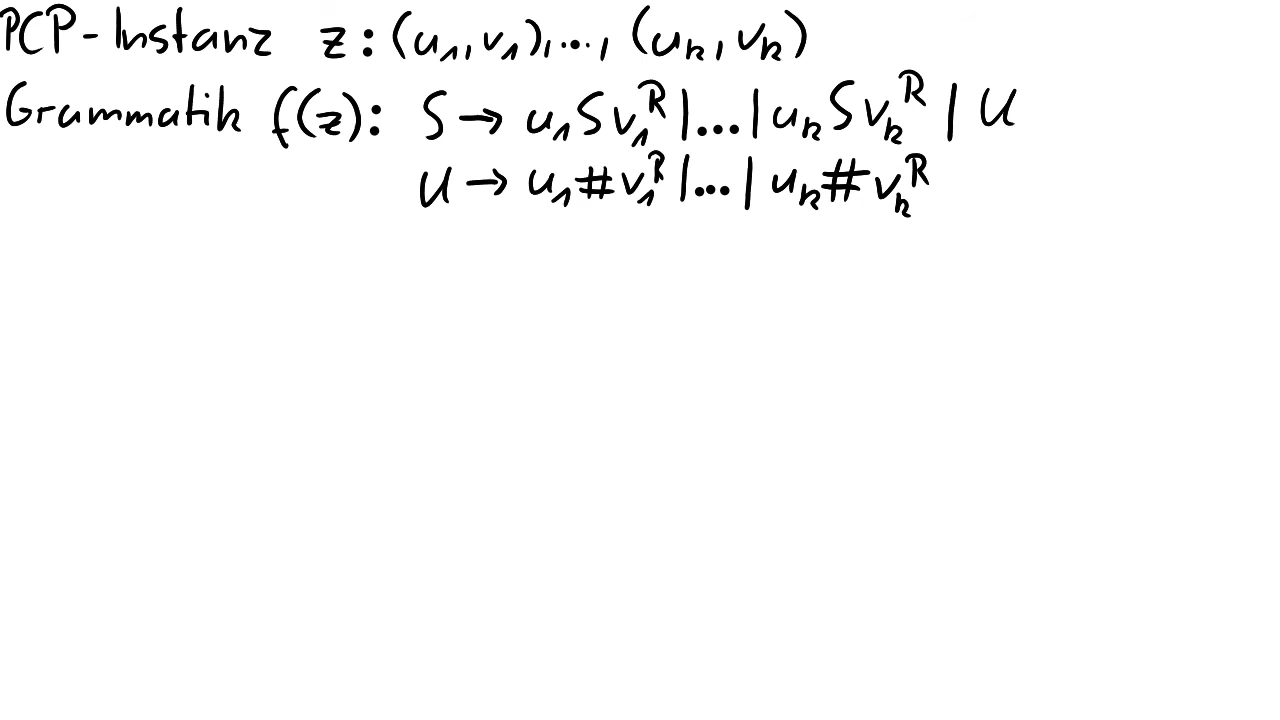 PCP-Instanz z: (u₁, v₁), ..., (uₖ, vₖ)
Grammatik f(z): S → u₁Sv₁ᴿ | ... | uₖSvₖᴿ | U
U → u₁#v₁ᴿ | ... | uₖ#vₖᴿ